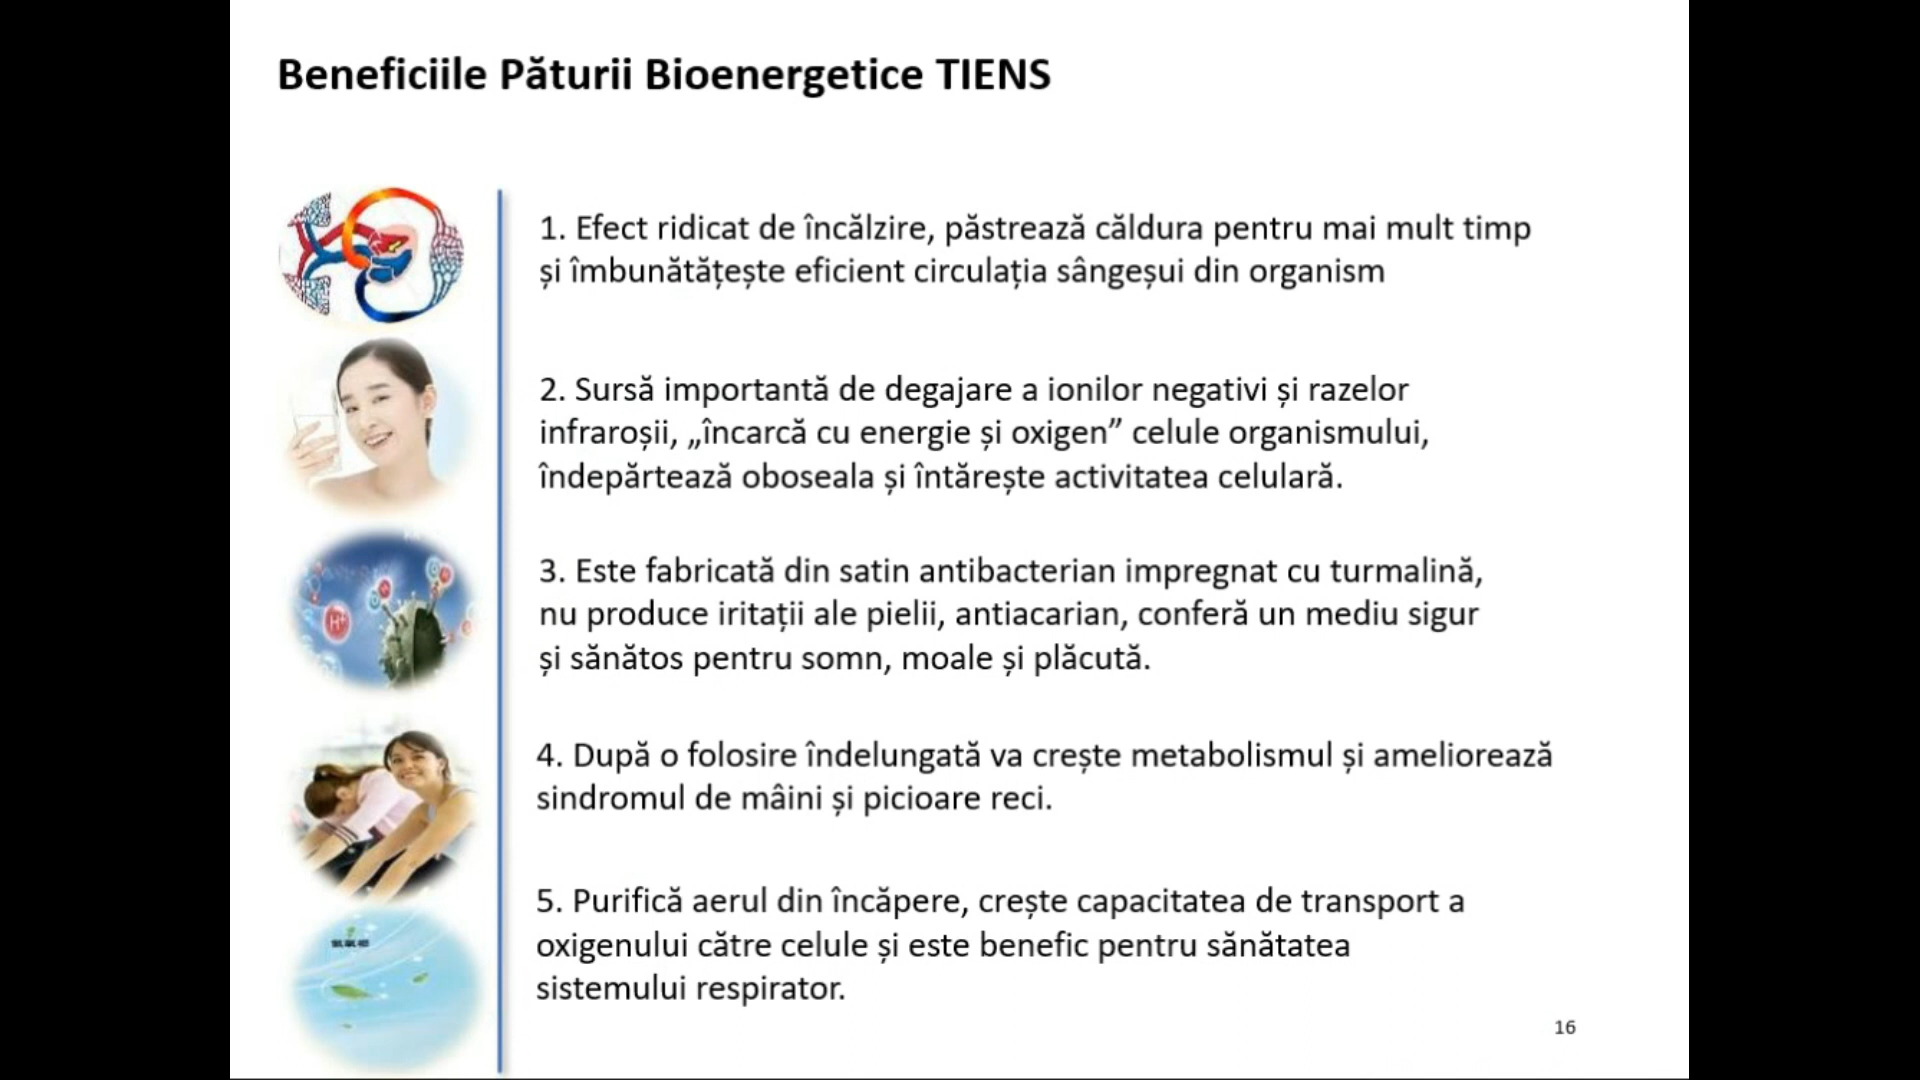 Beneficiile Păturii Bioenergetice TIENS
1. Efect ridicat de încălzire, păstrează căldura pentru mai mult timp
și îmbunătățește eficient circulația sângeșui din organism
2. Sursă importantă de degajare a ionilor negativi și razelor
infraroșii, „încarcă cu energie și oxigen” celule organismului,
îndepărtează oboseala și întărește activitatea celulară.
3. Este fabricată din satin antibacterian impregnat cu turmalină,
nu produce iritații ale pielii, antiacarian, conferă un mediu sigur
și sănătos pentru somn, moale și plăcută.
4. După o folosire îndelungată va crește metabolismul și ameliorează
sindromul de mâini și picioare reci.
5. Purifică aerul din încăpere, crește capacitatea de transport a
oxigenului către celule și este benefic pentru sănătatea
sistemului respirator.
16